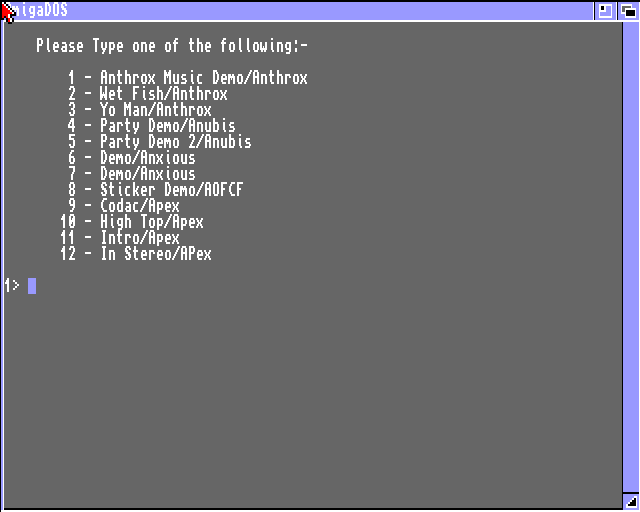 migaDOS
Please Type one of the following:-
1 - Anthrox Music Demo/Anthrox
2 - Wet Fish/Anthrox
3 - Yo Man/Anthrox
4 - Party Demo/Anubis
5 - Party Demo 2/Anubis
6 - Demo/Anxious
7 - Demo/Anxious
8 - Sticker Demo/AOFCF
9 - Codac/Apex
10 - High Top/Apex
11 - Intro/Apex
12 - In Stereo/APex
1>